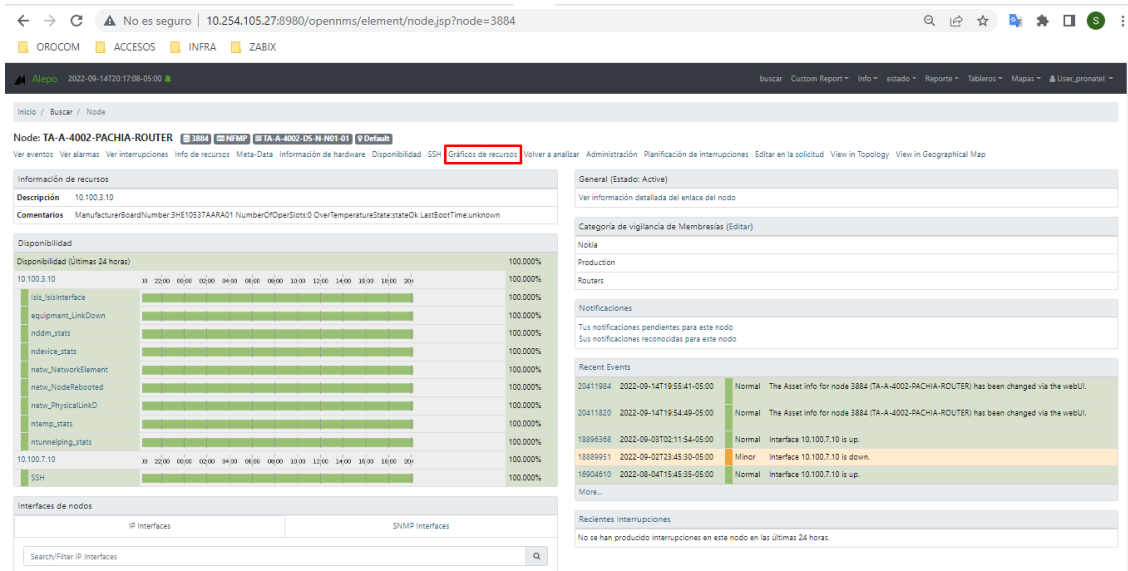 No es seguro | 10.254.105.27:8980/opennms/element/node.jsp?node=3884
S
OROCOM ACCESOS INFRA ZABIX
Alepo 2022-09-14T20:17:08-05:00 buscar Custom Report Info estado Reporte Tableros Mapas User_pronatel
Inicio / Buscar / Node
Node: TA-A-4002-PACHIA-ROUTER 3884 NFMP TA-A-4002-DS-N-N01-01 Default
Ver eventos Ver alarmas Ver interrupciones Info de recursos Meta-Data Información de hardware Disponibilidad SSH Gráficos de recursos Volver a analizar Administración Planificación de interrupciones Editar en la solicitud View in Topology View in Geographical Map
Información de recursos
Descripción 10.100.3.10
Comentarios ManufacturerBoardNumber:3HE10537AARA01 NumberOfOperSlots:0 OverTemperatureState:stateOk LastBootTime:unknown
Disponibilidad
Disponibilidad (Últimas 24 horas) 100.000%
10.100.3.10 22:00 00:00 02:00 04:00 06:00 08:00 10:00 12:00 14:00 16:00 18:00 100.000%
Isis_IsisInterface 100.000%
equipment_LinkDown 100.000%
nddm_stats 100.000%
ndevice_stats 100.000%
netw_NetworkElement 100.000%
netw_NodeRebooted 100.000%
netw_PhysicalLinkD 100.000%
ntemp_stats 100.000%
ntunnelping_stats 100.000%
10.100.7.10 22:00 00:00 02:00 04:00 06:00 08:00 10:00 12:00 14:00 16:00 18:00 100.000%
SSH 100.000%
Interfaces de nodos
IP Interfaces SNMP Interfaces
Search/Filter IP Interfaces
General (Estado: Active)
Ver información detallada del enlace del nodo
Categoría de vigilancia de Membresías (Editar)
Nokia
Production
Routers
Notificaciones
Tus notificaciones pendientes para este nodo
Sus notificaciones reconocidas para este nodo
Recent Events
20411984 2022-09-14T19:55:41-05:00 Normal The Asset info for node 3884 (TA-A-4002-PACHIA-ROUTER) has been changed via the webUI.
20411820 2022-09-14T19:54:49-05:00 Normal The Asset info for node 3884 (TA-A-4002-PACHIA-ROUTER) has been changed via the webUI.
18896368 2022-09-03T02:11:54-05:00 Normal Interface 10.100.7.10 is up.
18889951 2022-09-02T23:45:30-05:00 Minor Interface 10.100.7.10 is down.
16904610 2022-08-04T15:45:35-05:00 Normal Interface 10.100.7.10 is up.
More...
Recientes Interrupciones
No se han producido interrupciones en este nodo en las últimas 24 horas.